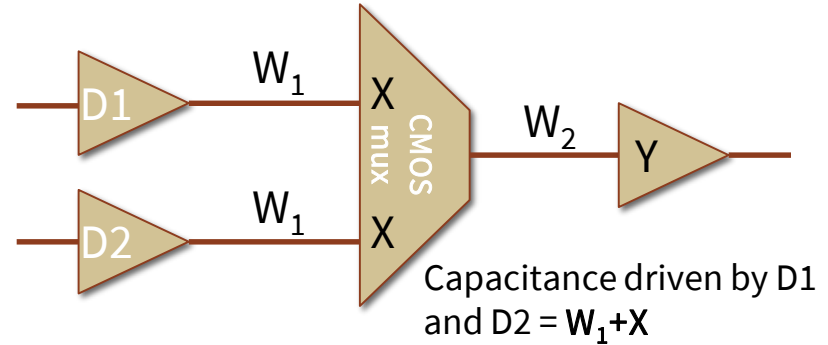 D1
W₁
X
CMOS
mux
W₂
Y
D2
W₁
X
Capacitance driven by D1
and D2 = W₁+X